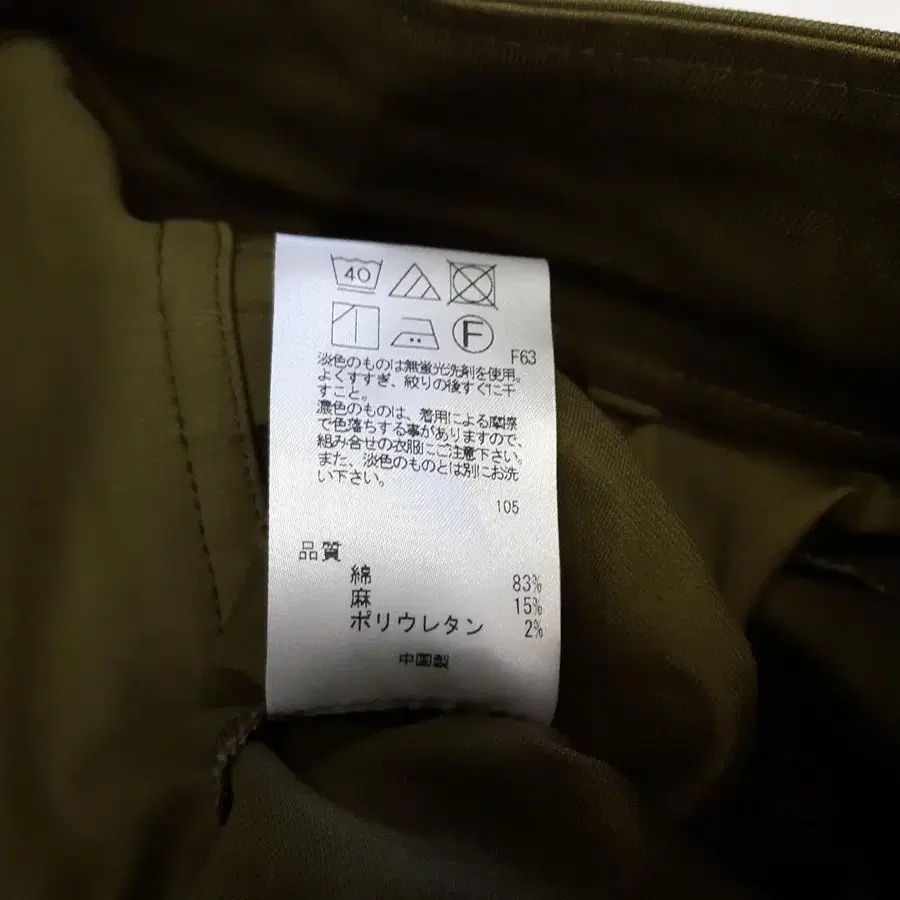 40
F
F63
淡色のものは無蛍光洗剤を使用。
よくすすぎ、絞りの後すぐに干
すこと。
濃色のものは、着用による摩擦
で色落ちする事がありますので、
組み合せの衣服にご注意下さい。
また、淡色のものとは別にお洗
い下さい。
105
品質
綿 83%
麻 15%
ポリウレタン 2%
中国製